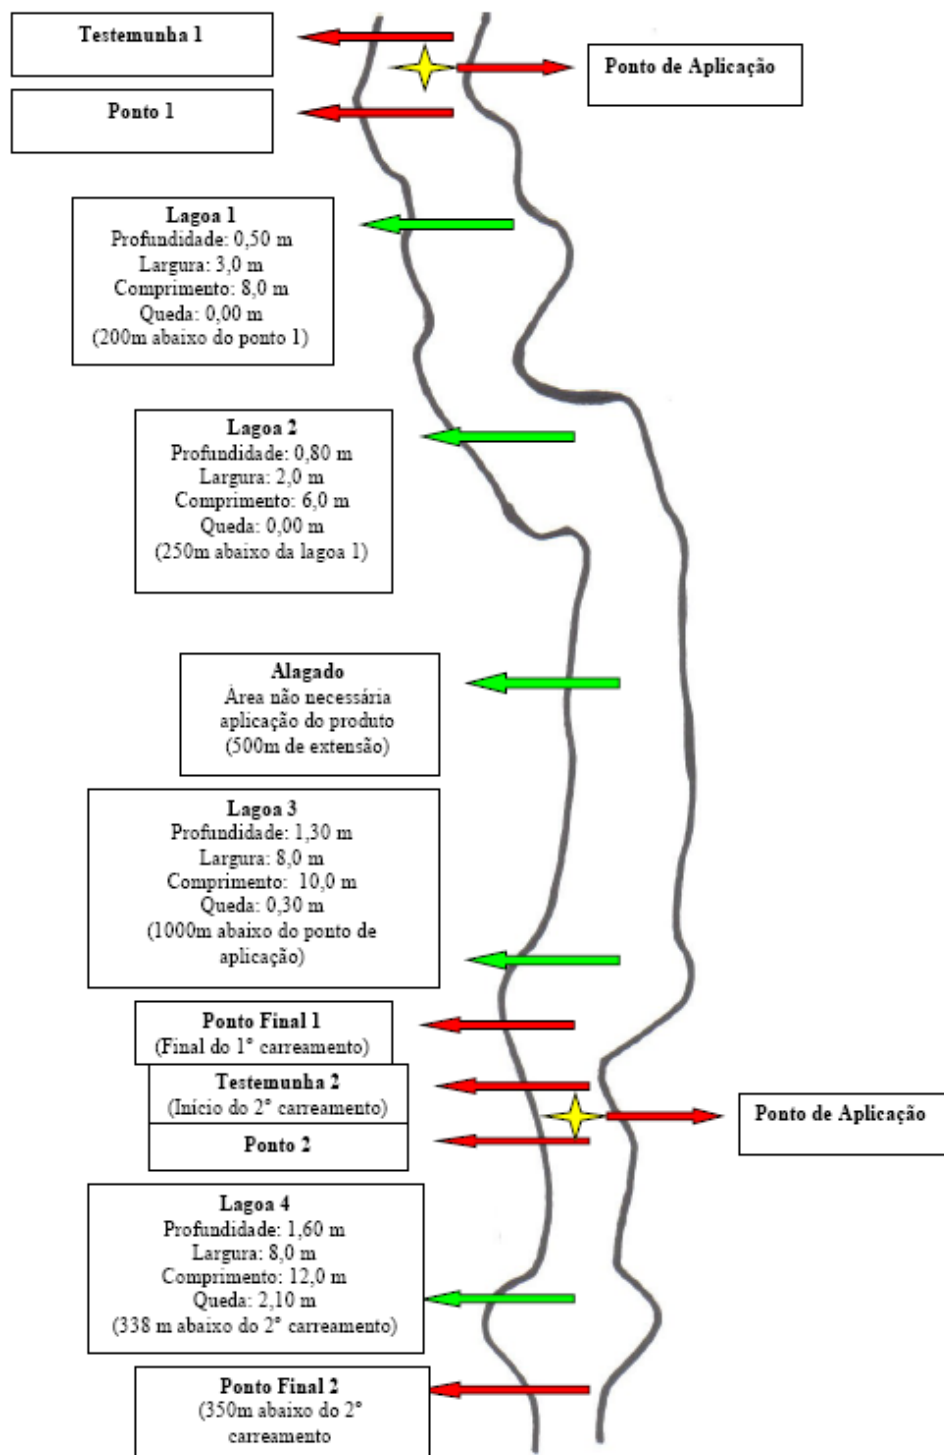 Testemunha 1
Ponto de Aplicação
Ponto 1
Lagoa 1
Profundidade: 0,50 m
Largura: 3,0 m
Comprimento: 8,0 m
Queda: 0,00 m
(200m abaixo do ponto 1)
Lagoa 2
Profundidade: 0,80 m
Largura: 2,0 m
Comprimento: 6,0 m
Queda: 0,00 m
(250m abaixo da lagoa 1)
Alagado
Área não necessária
aplicação do produto
(500m de extensão)
Lagoa 3
Profundidade: 1,30 m
Largura: 8,0 m
Comprimento: 10,0 m
Queda: 0,30 m
(1000m abaixo do ponto de
aplicação)
Ponto Final 1
(Final do 1° carreamento)
Testemunha 2
(Início do 2° carreamento)
Ponto de Aplicação
Ponto 2
Lagoa 4
Profundidade: 1,60 m
Largura: 8,0 m
Comprimento: 12,0 m
Queda: 2,10 m
(338 m abaixo do 2° carreamento)
Ponto Final 2
(350m abaixo do 2°
carreamento